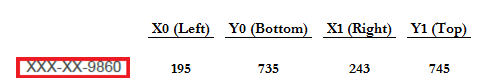 X0 (Left) Y0 (Bottom) X1 (Right) Y1 (Top)
XXX-XX-9860 195 735 243 745